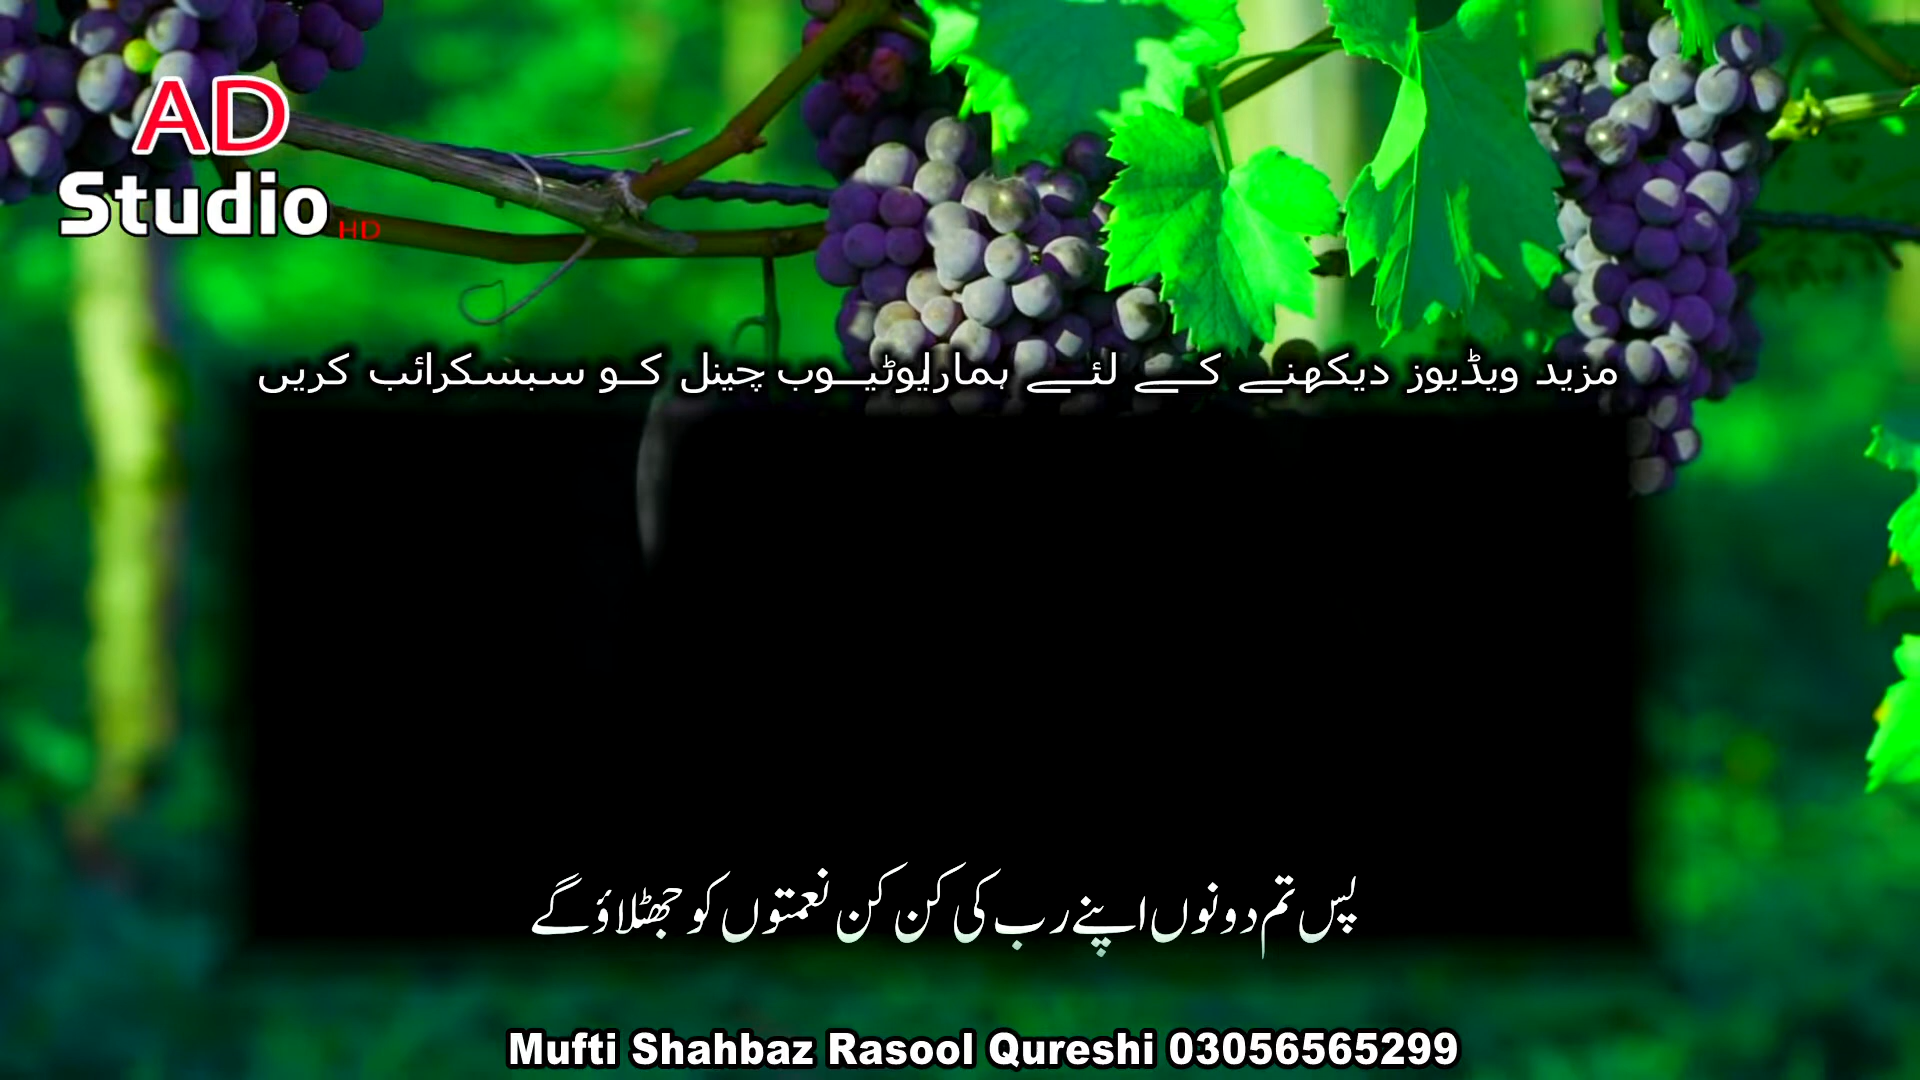 AD
Studio HD
مزید ویڈیوز دیکھنے کے لئے ہمارایوٹیوب چینل کو سبسکرائب کریں
پس تم دونوں اپنے رب کی کن کن نعمتوں کو جھٹلاؤ گے
Mufti Shahbaz Rasool Qureshi 03056565299